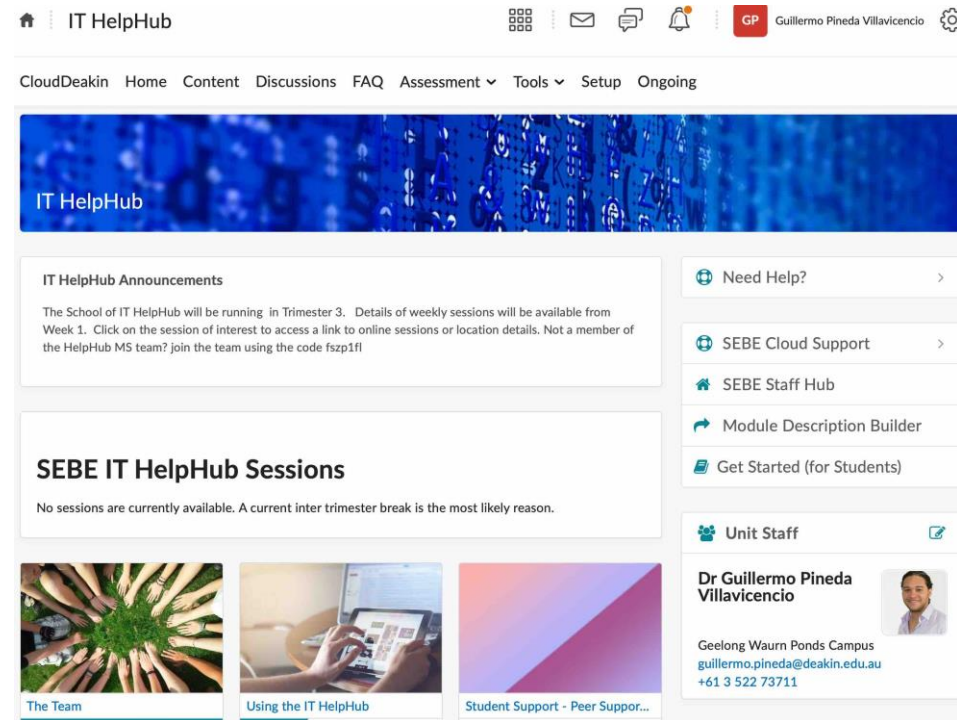 IT HelpHub
GP Guillermo Pineda Villavicencio
CloudDeakin Home Content Discussions FAQ Assessment Tools Setup Ongoing
IT HelpHub
IT HelpHub Announcements
The School of IT HelpHub will be running in Trimester 3. Details of weekly sessions will be available from
Week 1. Click on the session of interest to access a link to online sessions or location details. Not a member of
the HelpHub MS team? join the team using the code fszp1fl
SEBE IT HelpHub Sessions
No sessions are currently available. A current inter trimester break is the most likely reason.
The Team
Using the IT HelpHub
Student Support - Peer Suppor...
Need Help?
SEBE Cloud Support
SEBE Staff Hub
Module Description Builder
Get Started (for Students)
Unit Staff
Dr Guillermo Pineda
Villavicencio
Geelong Waurn Ponds Campus
guillermo.pineda@deakin.edu.au
+61 3 522 73711